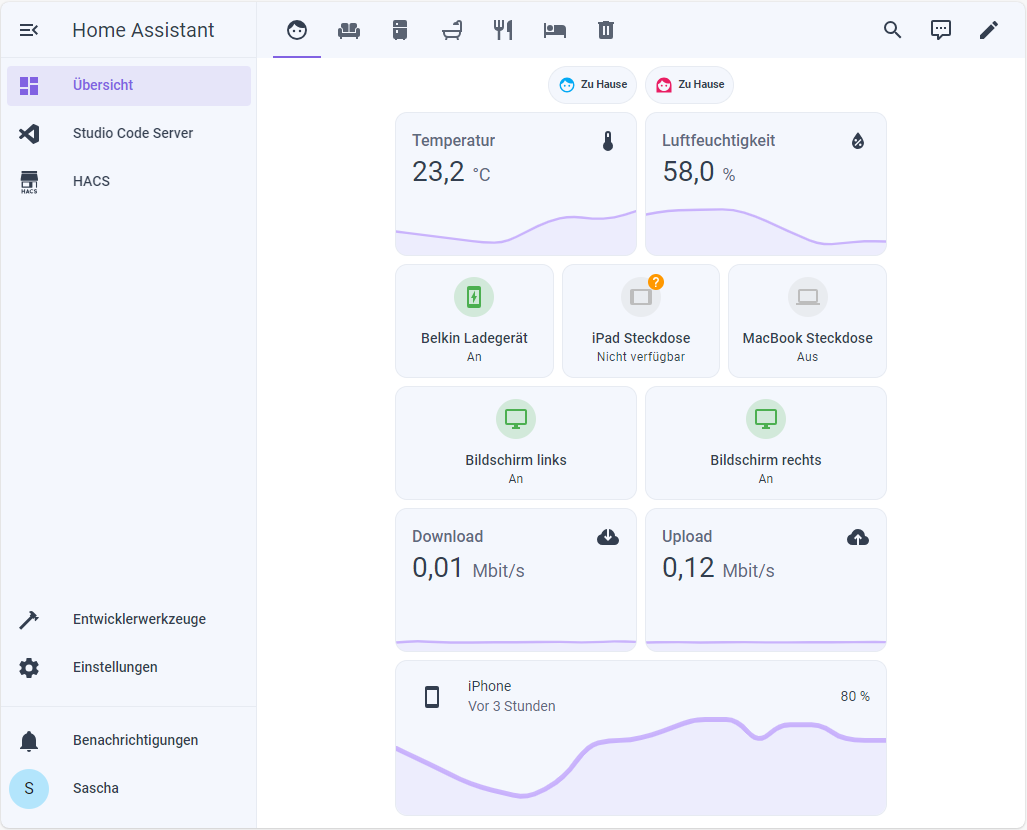 Home Assistant
Übersicht
Studio Code Server
HACS
HACS
Entwicklerwerkzeuge
Einstellungen
Benachrichtigungen
S
Sascha
Zu Hause
Zu Hause
Temperatur
23,2 °C
Luftfeuchtigkeit
58,0 %
Belkin Ladegerät
An
?
iPad Steckdose
Nicht verfügbar
MacBook Steckdose
Aus
Bildschirm links
An
Bildschirm rechts
An
Download
0,01 Mbit/s
Upload
0,12 Mbit/s
iPhone
Vor 3 Stunden
80 %